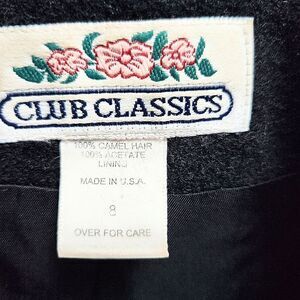 CLUB CLASSICS
100% CAMEL HAIR
100% ACETATE
LINING
MADE IN U.S.A.
8
OVER FOR CARE